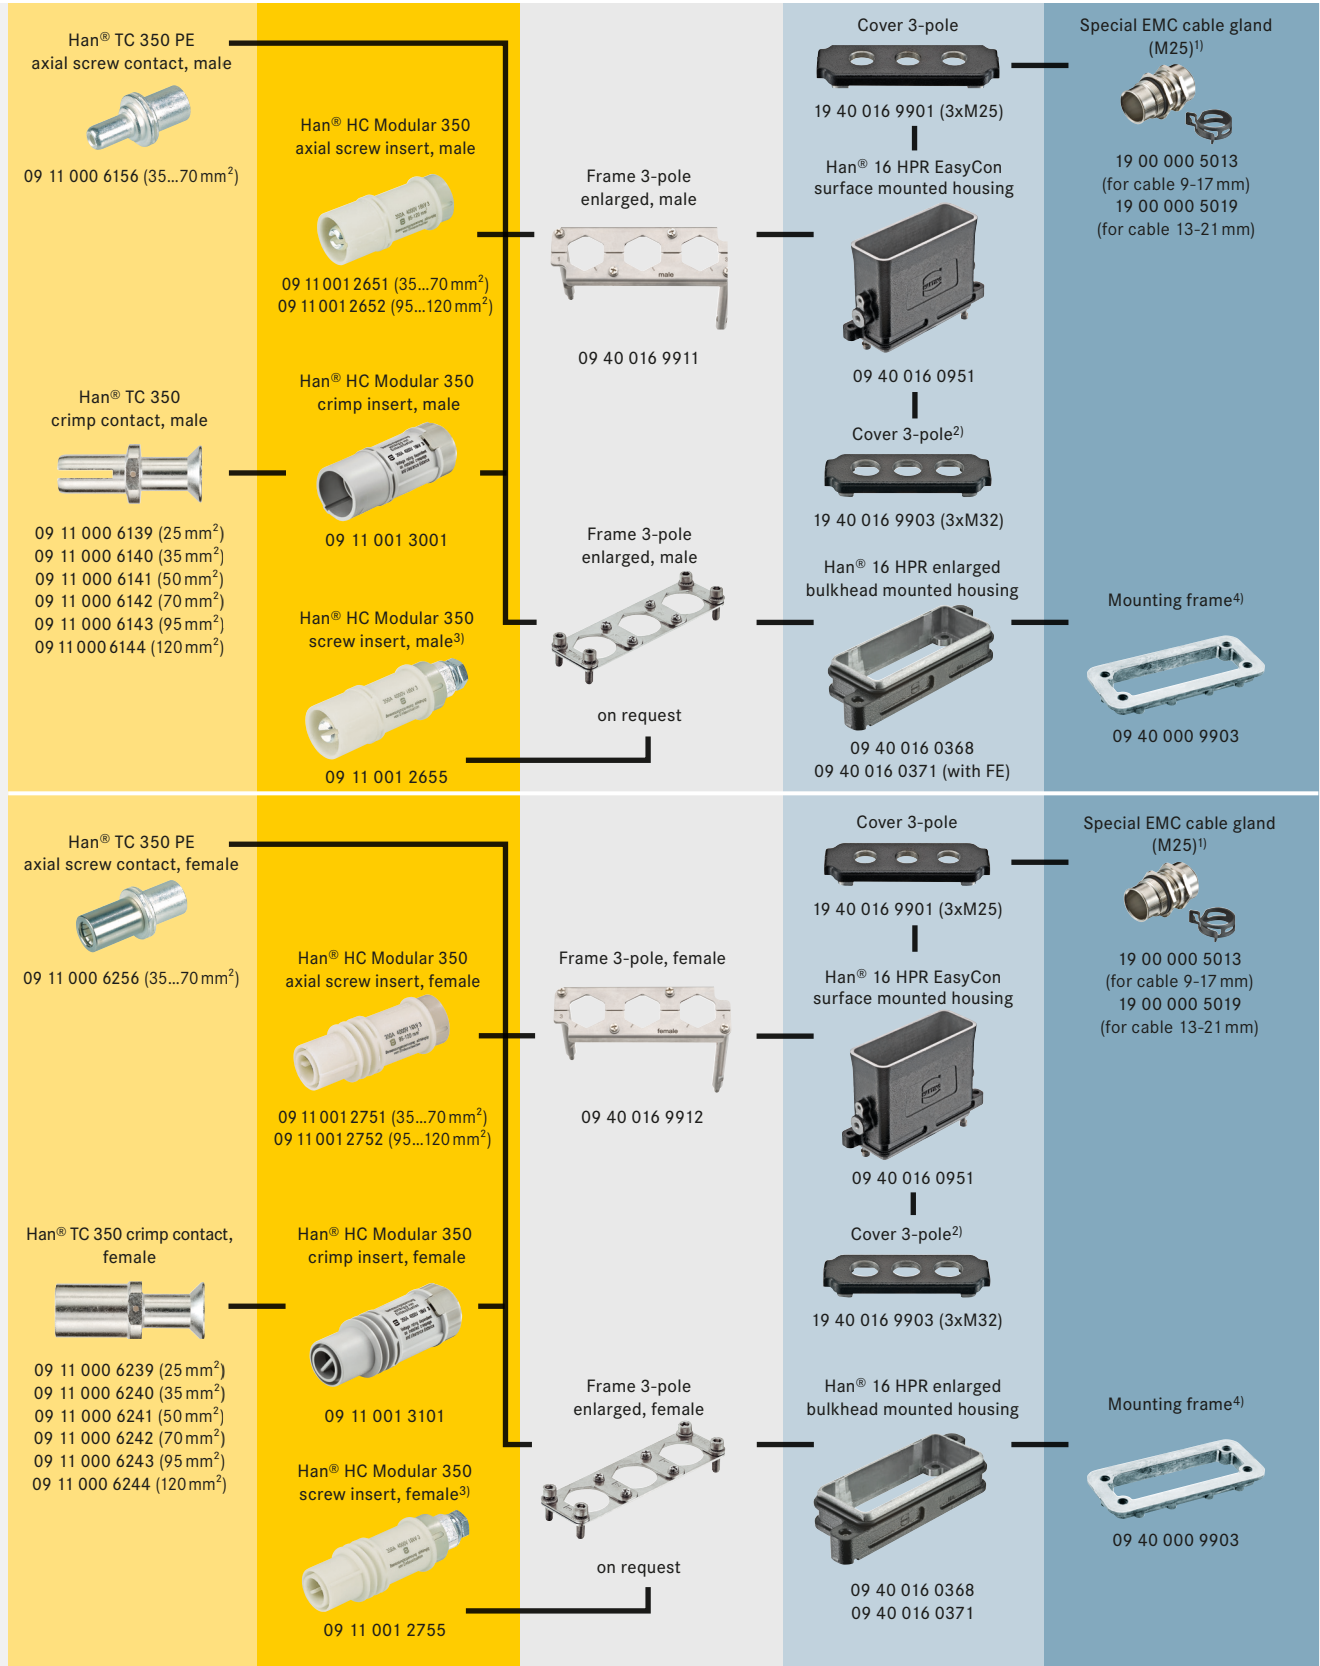 Han® TC 350 PE
axial screw contact, male
09 11 000 6156 (35...70 mm²)
Han® TC 350
crimp contact, male
09 11 000 6139 (25 mm²)
09 11 000 6140 (35 mm²)
09 11 000 6141 (50 mm²)
09 11 000 6142 (70 mm²)
09 11 000 6143 (95 mm²)
09 11 000 6144 (120 mm²)
Han® HC Modular 350
axial screw insert, male
09 11 001 2651 (35...70 mm²)
09 11 001 2652 (95...120 mm²)
Han® HC Modular 350
crimp insert, male
09 11 001 3001
Han® HC Modular 350
screw insert, male³⁾
09 11 001 2655
Frame 3-pole
enlarged, male
male
09 40 016 9911
Frame 3-pole
enlarged, male
on request
Cover 3-pole
19 40 016 9901 (3xM25)
Han® 16 HPR EasyCon
surface mounted housing
09 40 016 0951
Cover 3-pole²⁾
19 40 016 9903 (3xM32)
Han® 16 HPR enlarged
bulkhead mounted housing
09 40 016 0368
09 40 016 0371 (with FE)
Special EMC cable gland
(M25)¹⁾
19 00 000 5013
(for cable 9-17 mm)
19 00 000 5019
(for cable 13-21 mm)
Mounting frame⁴⁾
09 40 000 9903
Han® TC 350 PE
axial screw contact, female
09 11 000 6256 (35...70 mm²)
Han® TC 350 crimp contact,
female
09 11 000 6239 (25 mm²)
09 11 000 6240 (35 mm²)
09 11 000 6241 (50 mm²)
09 11 000 6242 (70 mm²)
09 11 000 6243 (95 mm²)
09 11 000 6244 (120 mm²)
Han® HC Modular 350
axial screw insert, female
09 11 001 2751 (35...70 mm²)
09 11 001 2752 (95...120 mm²)
Han® HC Modular 350
crimp insert, female
09 11 001 3101
Han® HC Modular 350
screw insert, female³⁾
09 11 001 2755
Frame 3-pole, female
female
09 40 016 9912
Frame 3-pole
enlarged, female
on request
Cover 3-pole
19 40 016 9901 (3xM25)
Han® 16 HPR EasyCon
surface mounted housing
09 40 016 0951
Cover 3-pole²⁾
19 40 016 9903 (3xM32)
Han® 16 HPR enlarged
bulkhead mounted housing
09 40 016 0368
09 40 016 0371
Special EMC cable gland
(M25)¹⁾
19 00 000 5013
(for cable 9-17 mm)
19 00 000 5019
(for cable 13-21 mm)
Mounting frame⁴⁾
09 40 000 9903